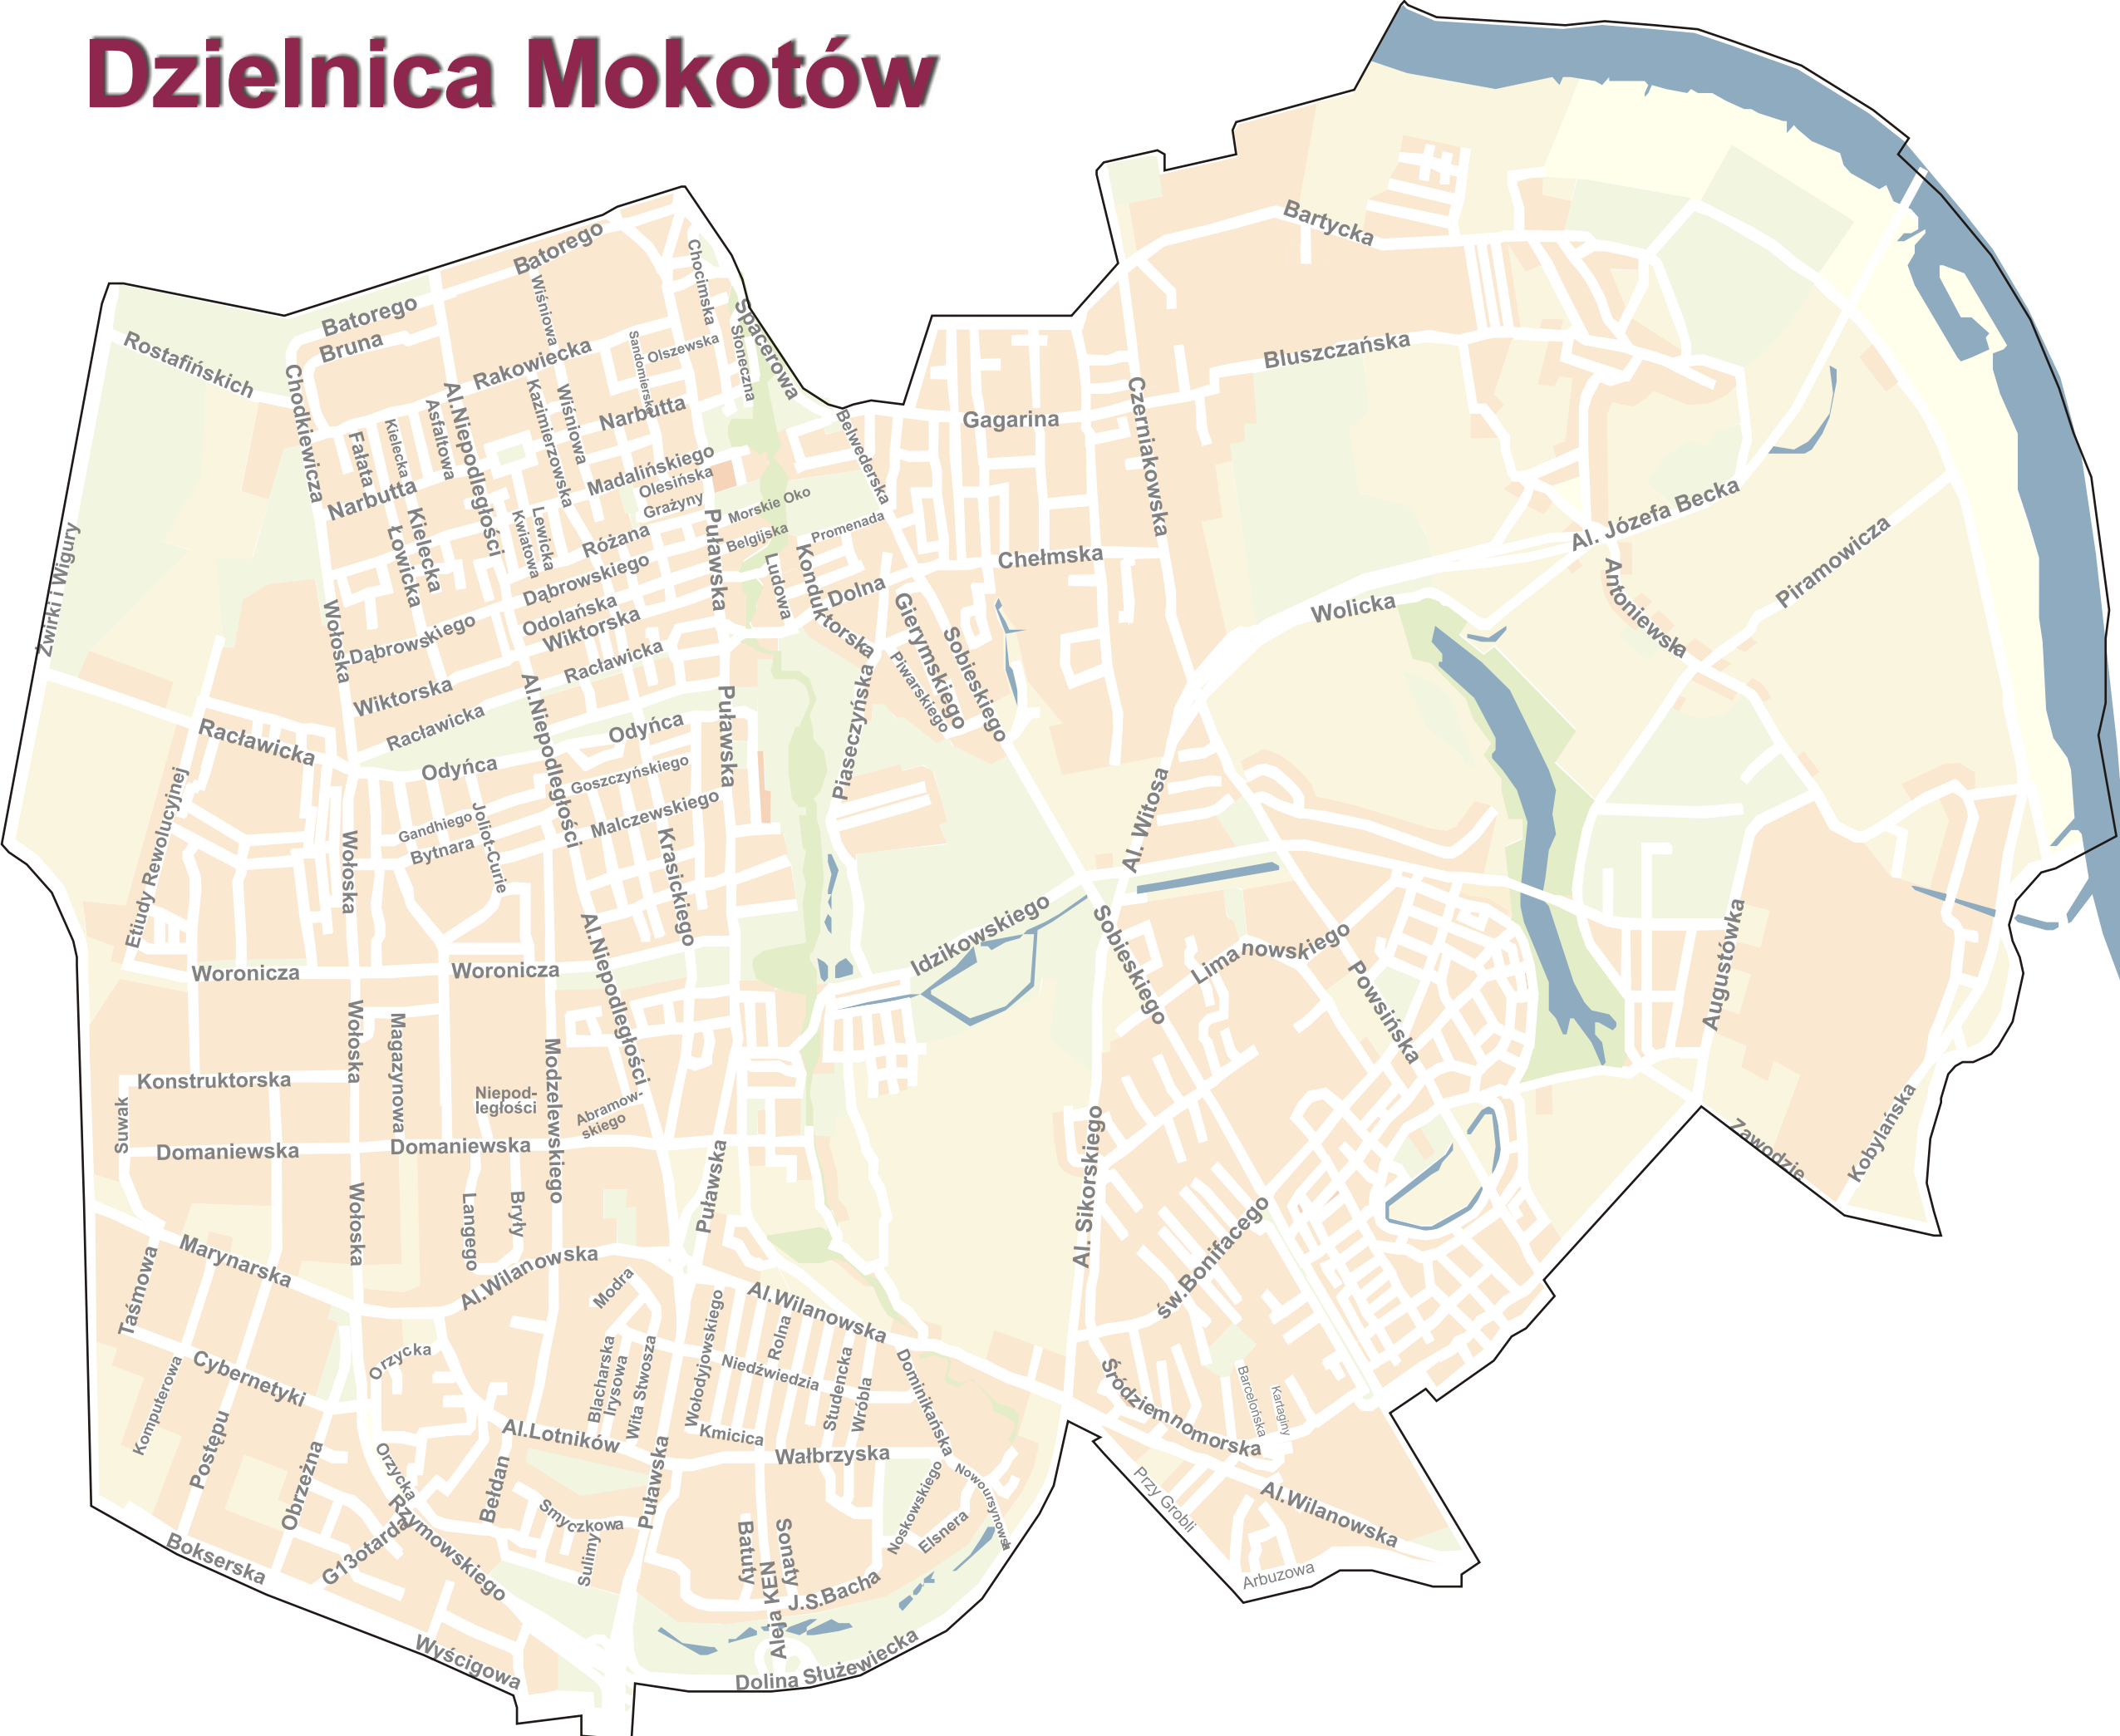 Dzielnica Mokotów
Batorego
Batorego
Bruna
Rostafińskich
Chodkiewicza
Rakowiecka
Wiśniowa
Chocimska
Spacerowa
Słoneczna
Olszewska
Sandomierska
Narbutta
Wiśniowa
Kazimierzowska
Al.Niepodległości
Asfaltowa
Kielecka
Fałata
Narbutta
Madalińskiego
Olesińska
Grażyny
Belwederska
Gagarina
Czerniakowska
Bartycka
Bluszczańska
Al. Józefa Becka
Piramowicza
Antoniewska
Wolicka
Chełmska
Morskie Oko
Promenada
Belgijska
Puławska
Różana
Lewicka
Kwiatowa
Kielecka
Łowicka
Żwirki i Wigury
Dąbrowskiego
Dąbrowskiego
Odolańska
Wiktorska
Wiktorska
Ludowa
Konduktorska
Dolna
Gierymskiego
Sobieskiego
Piwarskiego
Piaseczyńska
Wołoska
Racławicka
Racławicka
Racławicka
Al.Niepodległości
Odyńca
Odyńca
Puławska
Goszczyńskiego
Malczewskiego
Gandhiego
Bytnara
Joliot-Curie
Krasickiego
Etiudy Rewolucyjnej
Wołoska
Al. Witosa
Idzikowskiego
Sobieskiego
Limanowskiego
Powsińska
Augustówka
Woronicza
Woronicza
Al.Niepodległości
Wołoska
Magazynowa
Modzelewskiego
Konstruktorska
Suwak
Niepod-
ległości
Abramow-
skiego
Domaniewska
Domaniewska
Puławska
Al. Sikorskiego
św.Bonifacego
Zawodzie
Kobylańska
Wołoska
Langego
Bryły
Marynarska
Al.Wilanowska
Taśmowa
Modra
Al.Wilanowska
Cybernetyki
Komputerowa
Postępu
Obrzeżna
Orzycka
Orzycka
Blacharska
Irysowa
Wita Stwosza
Wołodyjowskiego
Rolna
Niedźwiedzia
Studencka
Wróbla
Dominikańska
Kmicica
Al.Lotników
Wałbrzyska
Śródziemnomorska
Barcelońska
Kartaginy
Al.Wilanowska
Przy Grobli
Arbuzowa
Nowoursynowska
Noskowskiego
Elsnera
Bełdan
Smyczkowa
Sulimy
Puławska
Rzymowskiego
G13otarda
Bokserska
Wyścigowa
Batuty
Sonaty
Aleja KEN
J.S.Bacha
Dolina Służewiecka